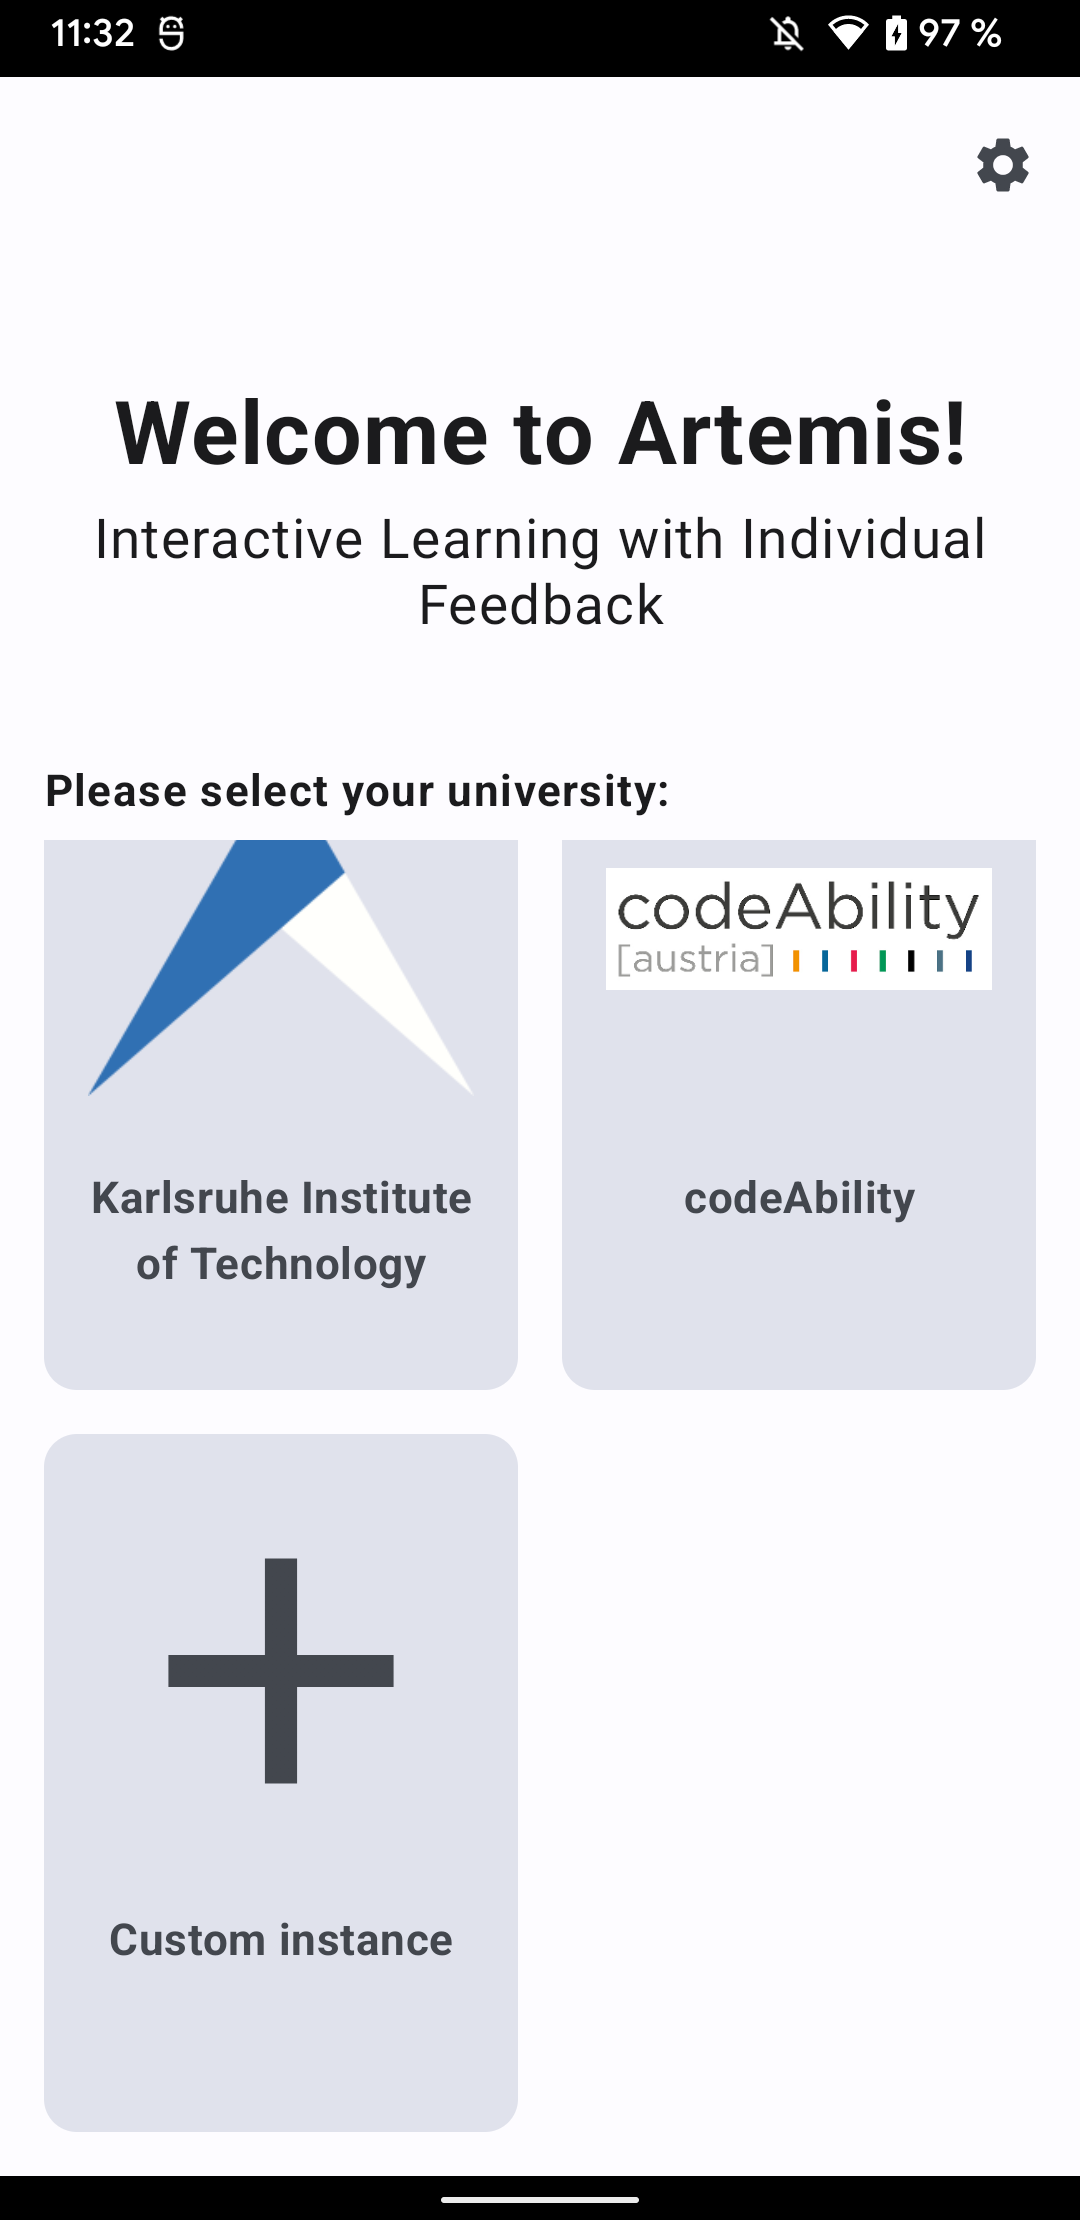 11:32
97 %
Welcome to Artemis!
Interactive Learning with Individual
Feedback
Please select your university:
codeAbility
[austria]
Karlsruhe Institute
of Technology
codeAbility
Custom instance